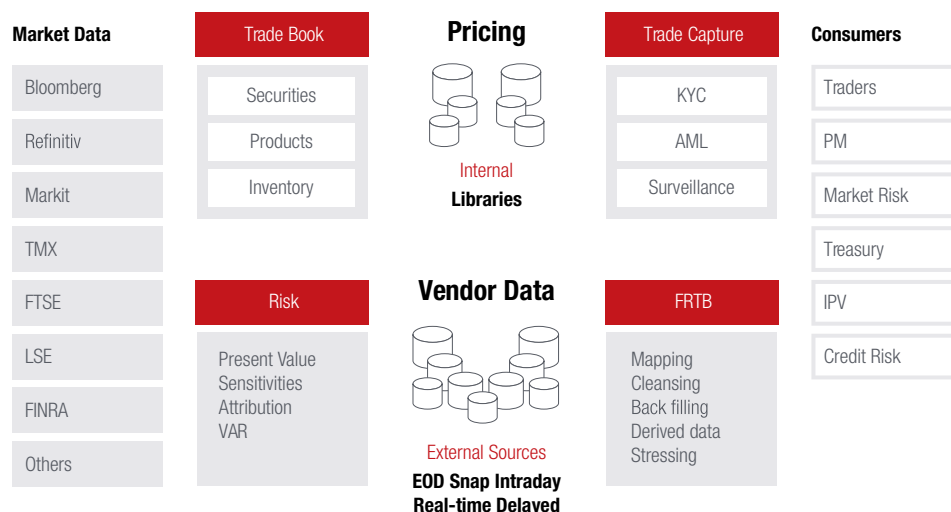 Market Data
Bloomberg
Refinitiv
Markit
TMX
FTSE
LSE
FINRA
Others
Trade Book
Securities
Products
Inventory
Pricing
Internal
Libraries
Trade Capture
KYC
AML
Surveillance
Risk
Present Value
Sensitivities
Attribution
VAR
Vendor Data
External Sources
EOD Snap Intraday
Real-time Delayed
FRTB
Mapping
Cleansing
Back filling
Derived data
Stressing
Consumers
Traders
PM
Market Risk
Treasury
IPV
Credit Risk